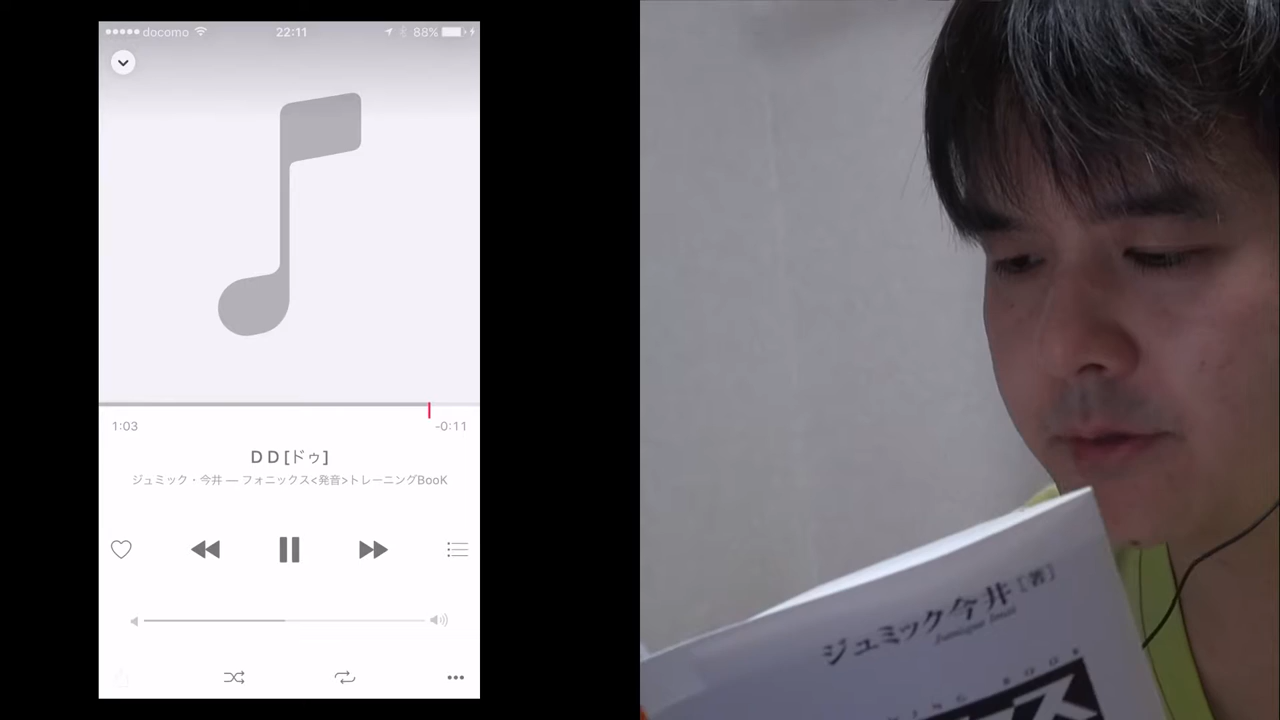 docomo 22:11 88%
1:03 -0:11
D D [ドゥ]
ジュミック・今井 — フォニックス<発音>トレーニングBooK
ジュミック今井[著]
Jumique Imai